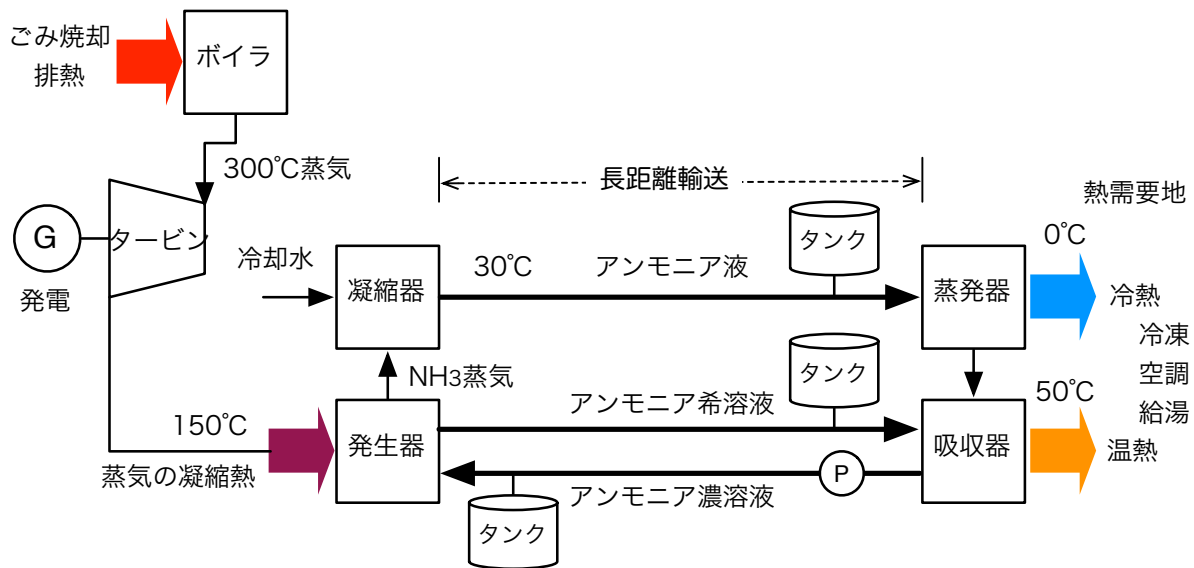 ごみ焼却
排熱
ボイラ
300℃蒸気
長距離輸送
熱需要地
G
タービン
タンク
0℃
冷却水
凝縮器
30℃
アンモニア液
蒸発器
発電
冷熱
冷凍
空調
給湯
NH3蒸気
タンク
50℃
150℃
アンモニア希溶液
発生器
吸収器
温熱
蒸気の凝縮熱
P
アンモニア濃溶液
タンク